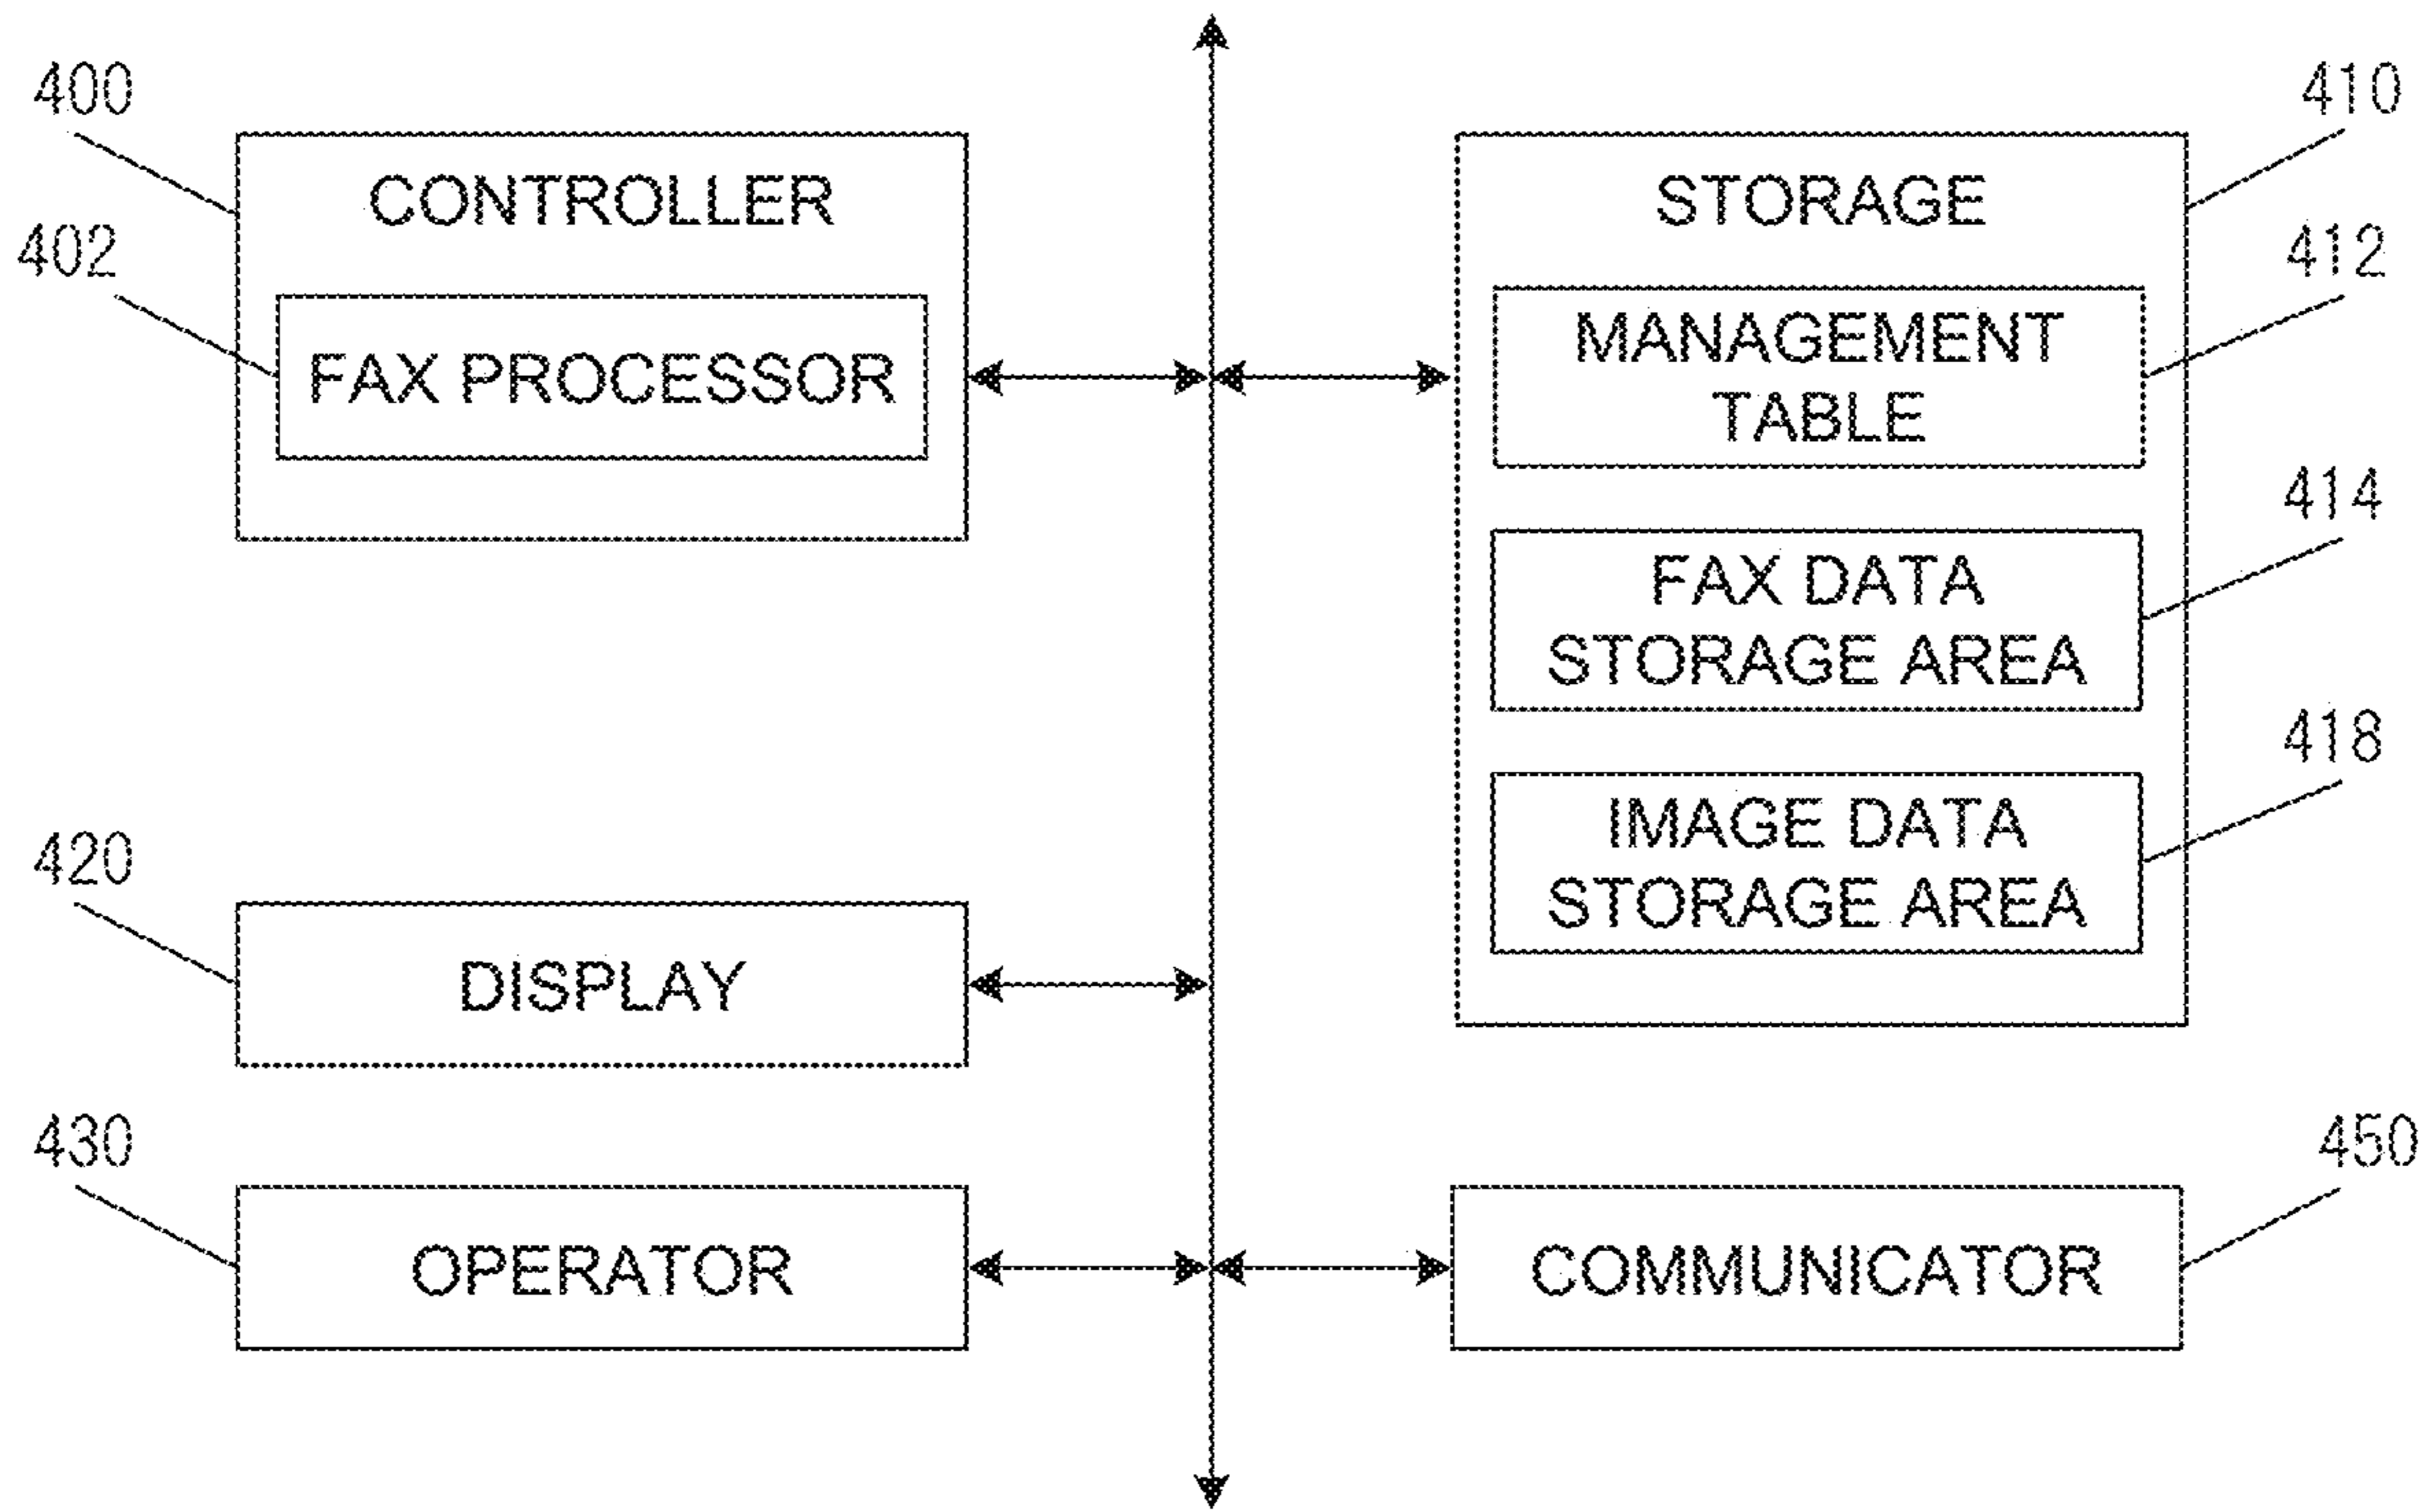 400
CONTROLLER
402
FAX PROCESSOR
410
STORAGE
412
MANAGEMENT
TABLE
414
FAX DATA
STORAGE AREA
418
IMAGE DATA
STORAGE AREA
420
DISPLAY
430
OPERATOR
450
COMMUNICATOR